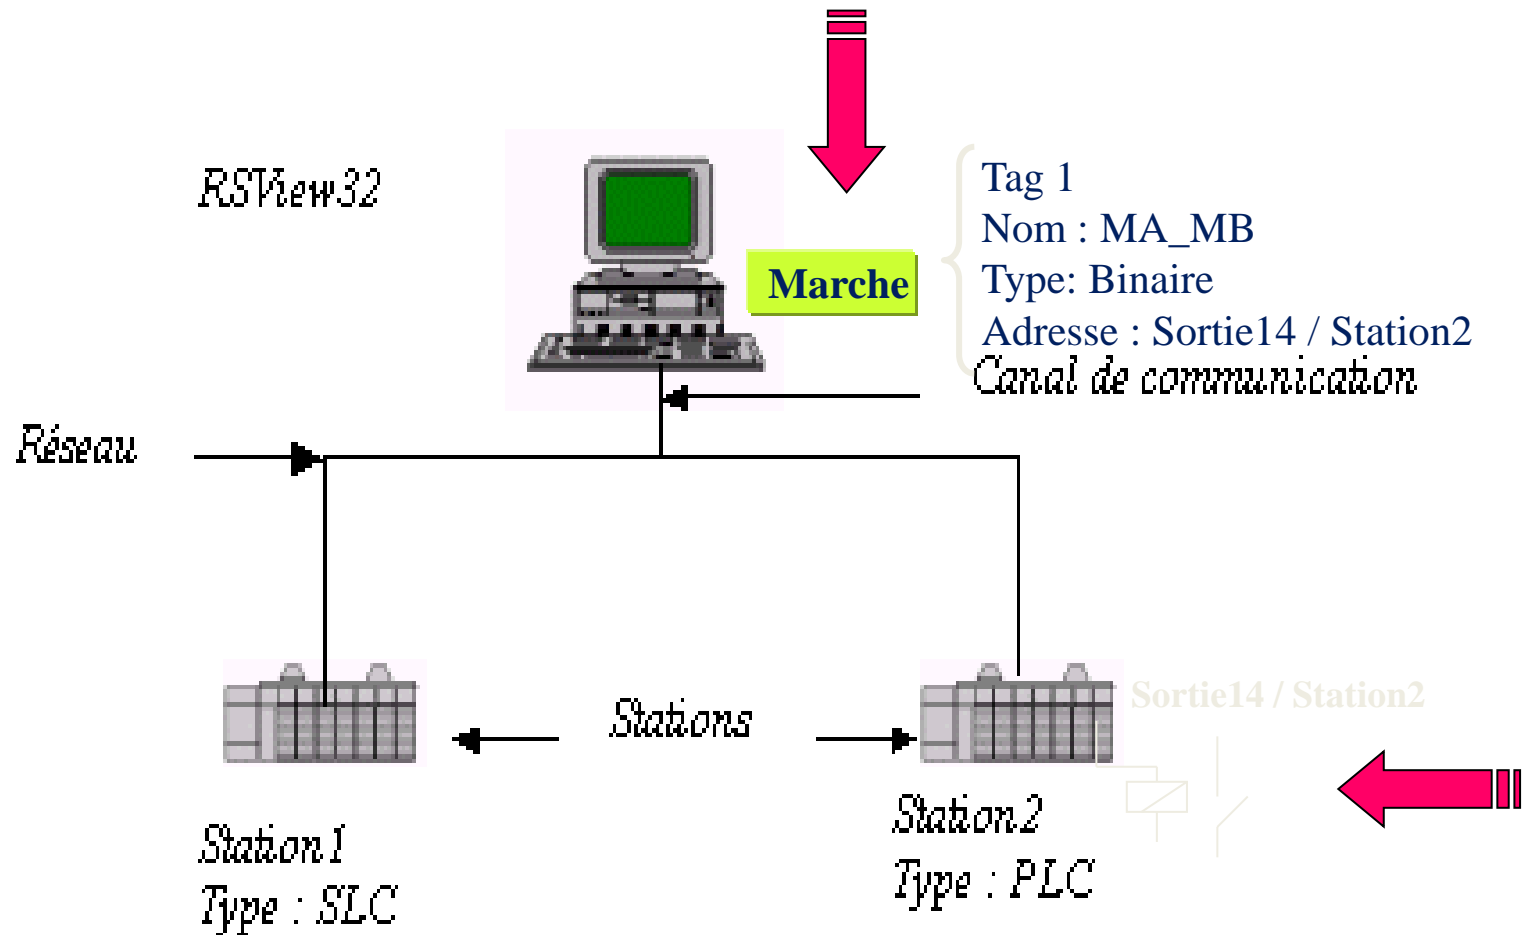 RSView32
Marche
Tag 1
Nom : MA_MB
Type: Binaire
Adresse : Sortie14 / Station2
Canal de communication
Réseau
Sortie14 / Station2
Stations
Station1
Type : SLC
Station2
Type : PLC